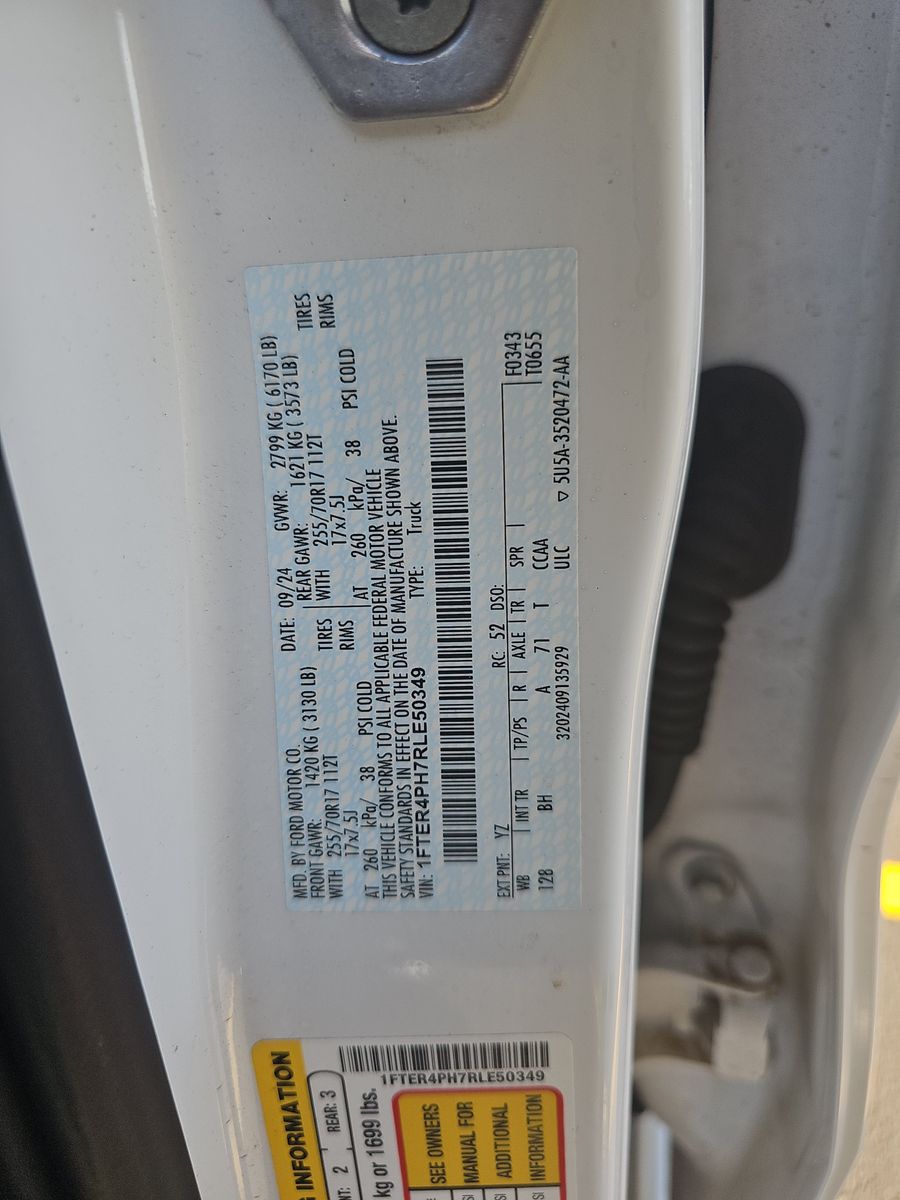 MFD. BY FORD MOTOR CO.
DATE: 09/24 GVWR: 2799 KG ( 6170 LB)
FRONT GAWR: 1420 KG ( 3130 LB)
REAR GAWR: 1621 KG ( 3573 LB)
WITH 255/70R17 112T TIRES
WITH 255/70R17 112T TIRES
17x7.5J RIMS
17x7.5J RIMS
AT 260 kPa/ 38 PSI COLD
AT 260 kPa/ 38 PSI COLD
THIS VEHICLE CONFORMS TO ALL APPLICABLE FEDERAL MOTOR VEHICLE
SAFETY STANDARDS IN EFFECT ON THE DATE OF MANUFACTURE SHOWN ABOVE.
VIN: 1FTER4PH7RLE50349 TYPE: Truck
EXT PNT: YZ RC: 52 DSO: F0343
WB INT TR TP/PS R AXLE TR SPR T0655
128 BH A 71 T CCAA
3202409135929 ULC ▽ 5U5A-3520472-AA
G INFORMATION
NT: 2 REAR: 3
1FTER4PH7RLE50349
kg or 1699 lbs.
SEE OWNERS
MANUAL FOR
ADDITIONAL
INFORMATION
SI
SI
SI